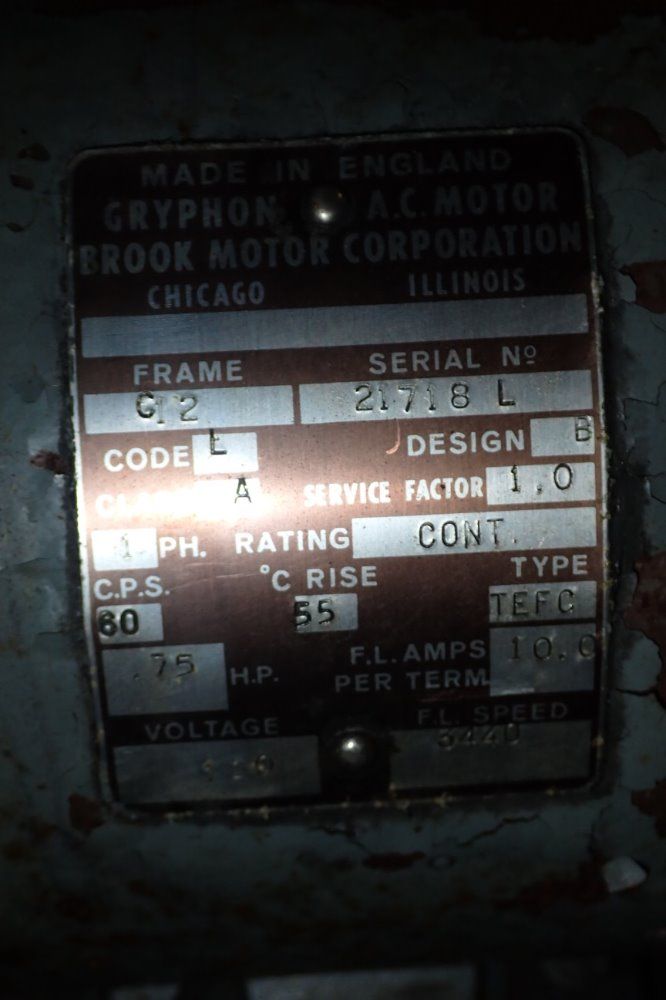 MADE IN ENGLAND
GRYPHON A.C. MOTOR
BROOK MOTOR CORPORATION
CHICAGO ILLINOIS
FRAME SERIAL Nº
C12 21718 L
CODE L DESIGN B
CLASS A SERVICE FACTOR 1.0
1 PH. RATING CONT.
C.P.S. °C RISE TYPE
60 55 TEFC
.75 H.P. F.L. AMPS 10.0
PER TERM
VOLTAGE F.L. SPEED
3440